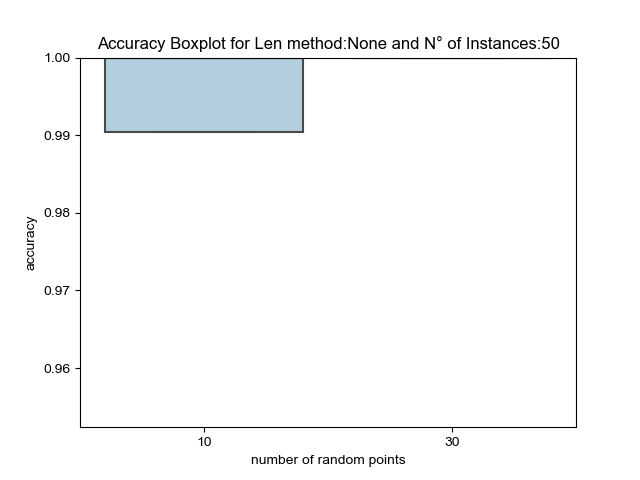 Accuracy Boxplot for Len method:None and N° of Instances:50
1.00
0.99
0.98
0.97
0.96
accuracy
10 30
number of random points